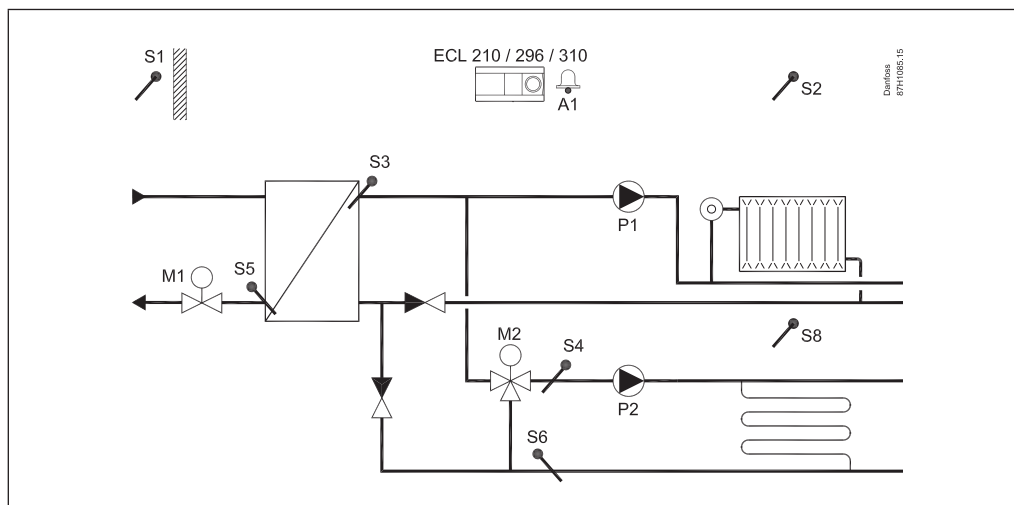 S1
ECL 210 / 296 / 310
A1
S2
Danfoss
87H1085.15
S3
P1
M1
S5
M2
S4
S8
P2
S6